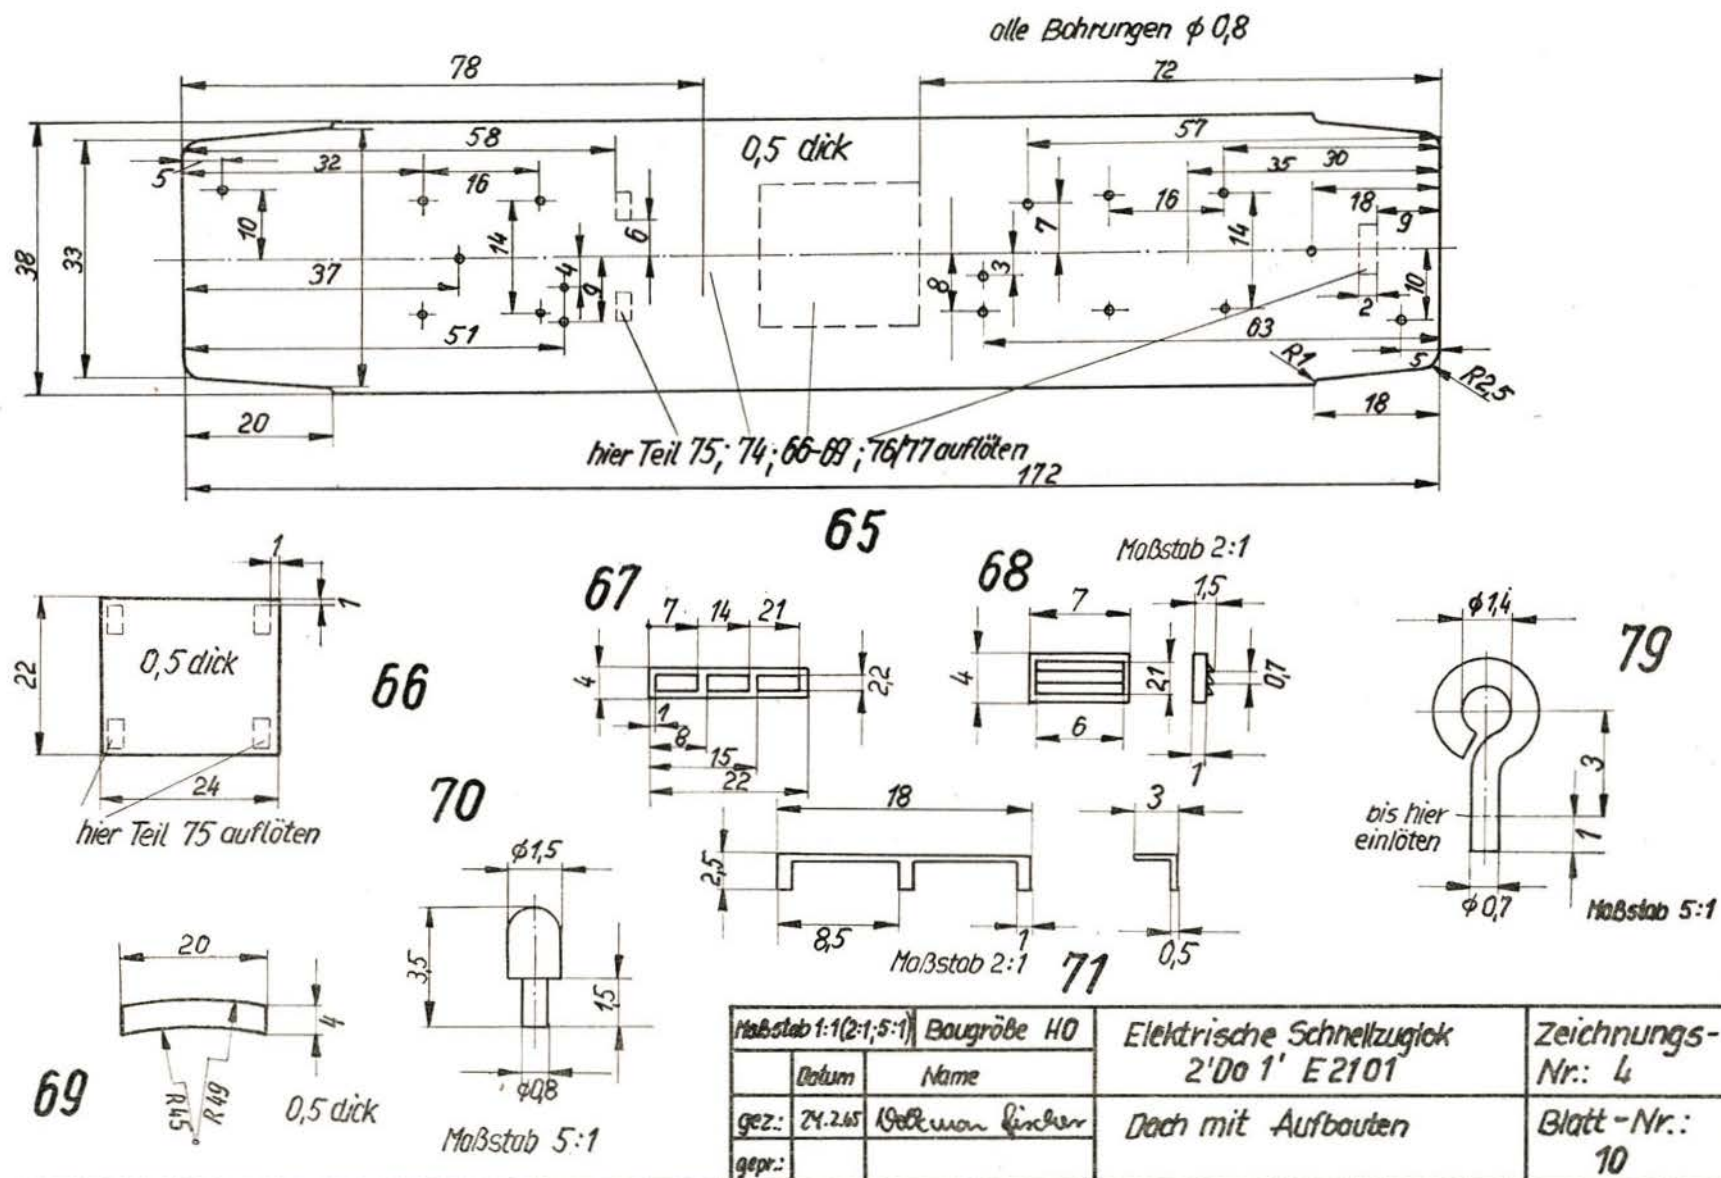 alle Bohrungen ϕ 0,8
78
72
58
0,5 dick
57
5
32
16
35
30
10
14
6
7
16
14
18
9
38
33
37
4
9
8
3
2
10
51
63
R1
5
R2,5
20
18
hier Teil 75; 74; 66-69; 76/77 auflöten
172
65
1
1
22
0,5 dick
66
24
hier Teil 75 auflöten
67
7
14
21
4
2,2
1
8
15
22
68
Maßstab 2:1
7
1,5
4
2,1
0,7
6
1
79
ϕ1,4
3
bis hier
einlöten
1
ϕ 0,7
Maßstab 5:1
70
ϕ1,5
3,5
1,5
ϕ0,8
Maßstab 5:1
18
3
2,5
8,5
1
0,5
Maßstab 2:1
71
20
4
69
R45
R49
0,5 dick
Maßstab 1:1(2:1;5:1) Baugröße H0
Datum Name
gez.:
gepr.:
Elektrische Schnellzuglok
2'Do 1' E 2101
Dach mit Aufbauten
Zeichnungs-
Nr.: 4
Blatt-Nr.:
10